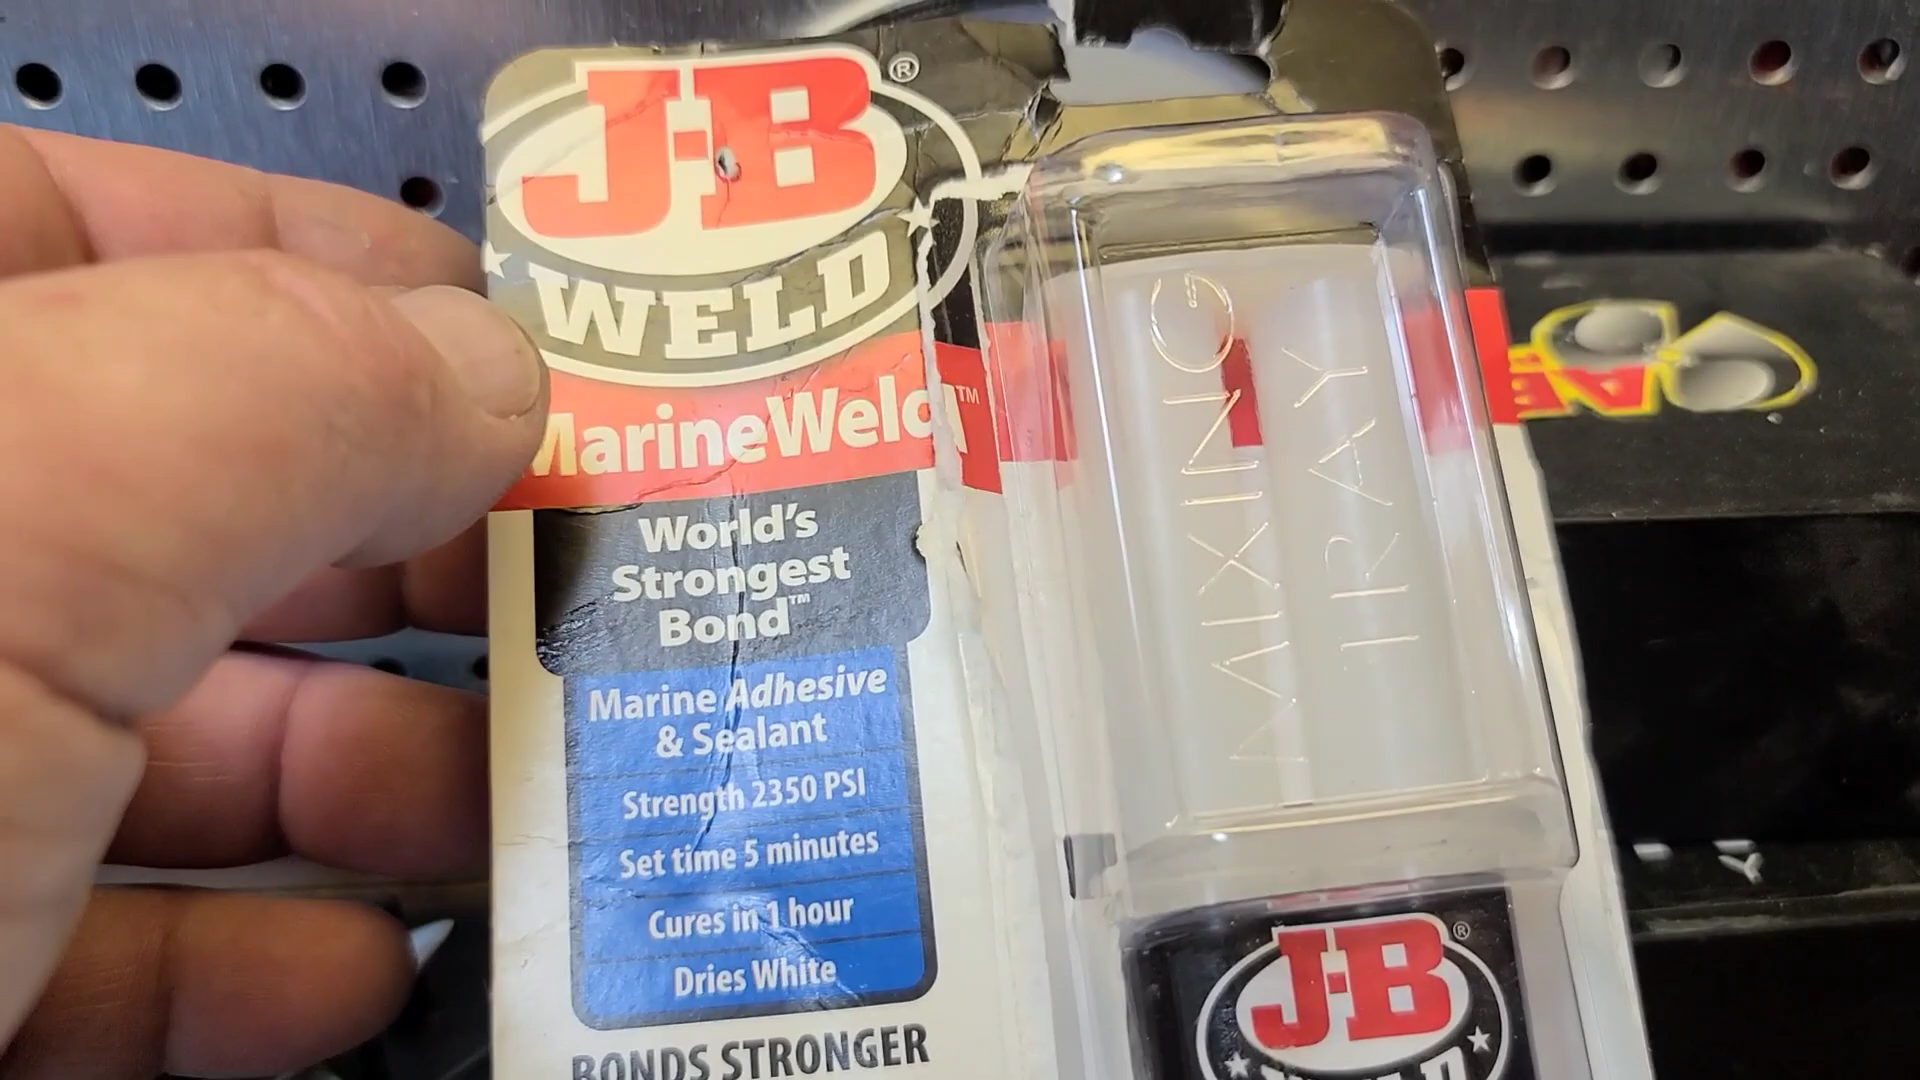 J-B®
WELD
MarineWeld™
World's
Strongest
Bond™
Marine Adhesive
& Sealant
Strength 2350 PSI
Set time 5 minutes
Cures in 1 hour
Dries White
BONDS STRONGER
MIXING
TRAY
J-B®